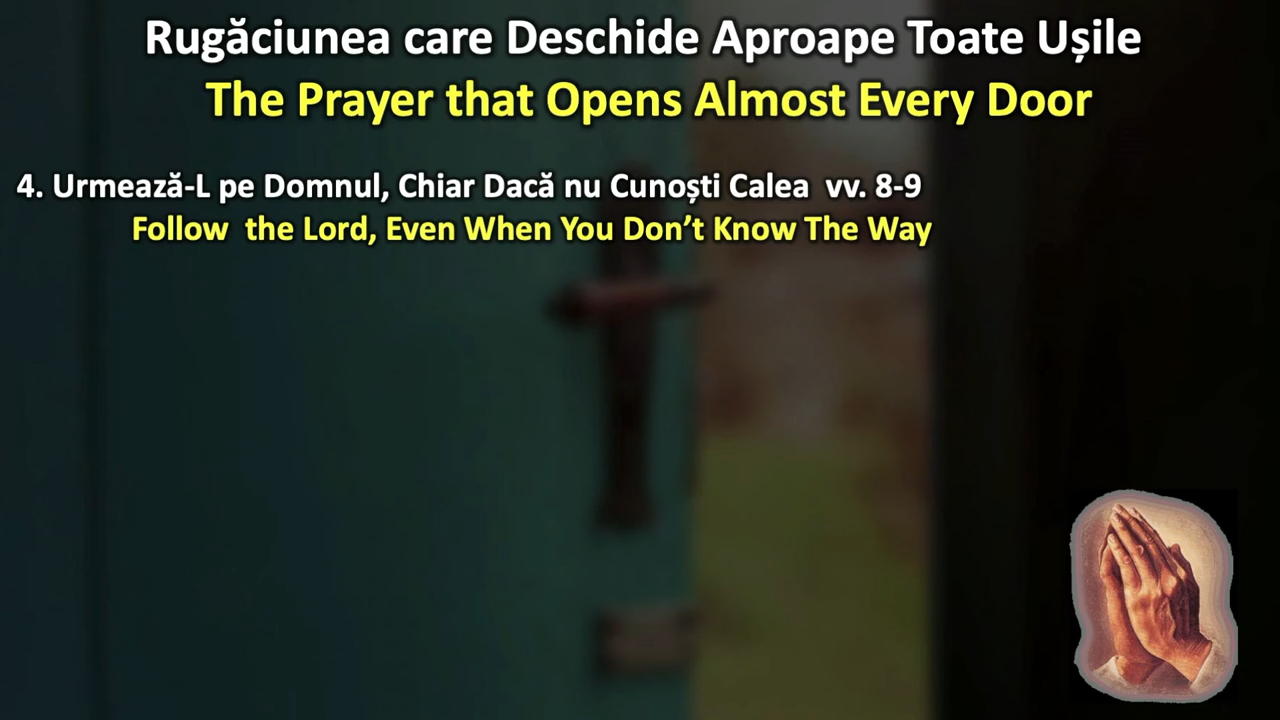 Rugăciunea care Deschide Aproape Toate Ușile
The Prayer that Opens Almost Every Door
4. Urmează-L pe Domnul, Chiar Dacă nu Cunoști Calea  vv. 8-9
Follow  the Lord, Even When You Don’t Know The Way